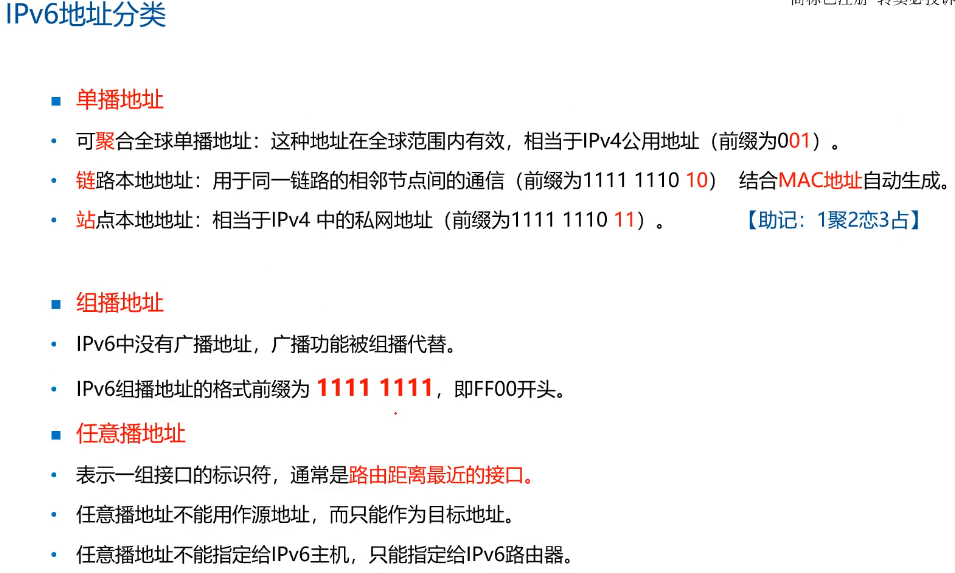 IPv6地址分类
单播地址
可聚合全球单播地址：这种地址在全球范围内有效，相当于IPv4公用地址（前缀为001）。
链路本地地址：用于同一链路的相邻节点间的通信（前缀为1111 1110 10） 结合MAC地址自动生成。
站点本地地址：相当于IPv4 中的私网地址（前缀为1111 1110 11）。 【助记：1聚2恋3占】
组播地址
IPv6中没有广播地址，广播功能被组播代替。
IPv6组播地址的格式前缀为 1111 1111，即FF00开头。
任意播地址
表示一组接口的标识符，通常是路由距离最近的接口。
任意播地址不能用作源地址，而只能作为目标地址。
任意播地址不能指定给IPv6主机，只能指定给IPv6路由器。